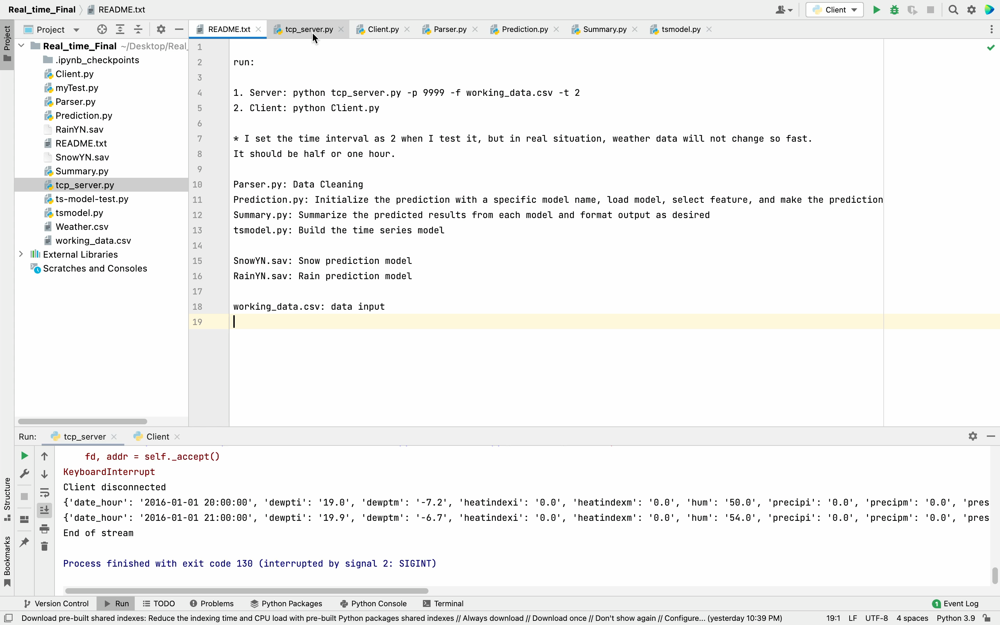 Real_time_Final README.txt Client
Project
Project README.txt tcp_server.py Client.py Parser.py Prediction.py Summary.py tsmodel.py
Real_time_Final ~/Desktop/Real_
.ipynb_checkpoints
Client.py
myTest.py
Parser.py
Prediction.py
RainYN.sav
README.txt
SnowYN.sav
Summary.py
tcp_server.py
ts-model-test.py
tsmodel.py
Weather.csv
working_data.csv
External Libraries
Scratches and Consoles
1
2 run:
3
4 1. Server: python tcp_server.py -p 9999 -f working_data.csv -t 2
5 2. Client: python Client.py
6
7 * I set the time interval as 2 when I test it, but in real situation, weather data will not change so fast.
8 It should be half or one hour.
9
10 Parser.py: Data Cleaning
11 Prediction.py: Initialize the prediction with a specific model name, load model, select feature, and make the prediction
12 Summary.py: Summarize the predicted results from each model and format output as desired
13 tsmodel.py: Build the time series model
14
15 SnowYN.sav: Snow prediction model
16 RainYN.sav: Rain prediction model
17
18 working_data.csv: data input
19
Run: tcp_server Client
fd, addr = self._accept()
KeyboardInterrupt
Client disconnected
{'date_hour': '2016-01-01 20:00:00', 'dewpti': '19.0', 'dewptm': '-7.2', 'heatindexi': '0.0', 'heatindexm': '0.0', 'hum': '50.0', 'precipi': '0.0', 'precipm': '0.0', 'pres
{'date_hour': '2016-01-01 21:00:00', 'dewpti': '19.9', 'dewptm': '-6.7', 'heatindexi': '0.0', 'heatindexm': '0.0', 'hum': '54.0', 'precipi': '0.0', 'precipm': '0.0', 'pres
End of stream
Process finished with exit code 130 (interrupted by signal 2: SIGINT)
Structure
Bookmarks
Version Control Run TODO Problems Python Packages Python Console Terminal 1 Event Log
Download pre-built shared indexes: Reduce the indexing time and CPU load with pre-built Python packages shared indexes // Always download // Download once // Don't show again // Configure... (yesterday 10:39 PM) 19:1 LF UTF-8 4 spaces Python 3.9